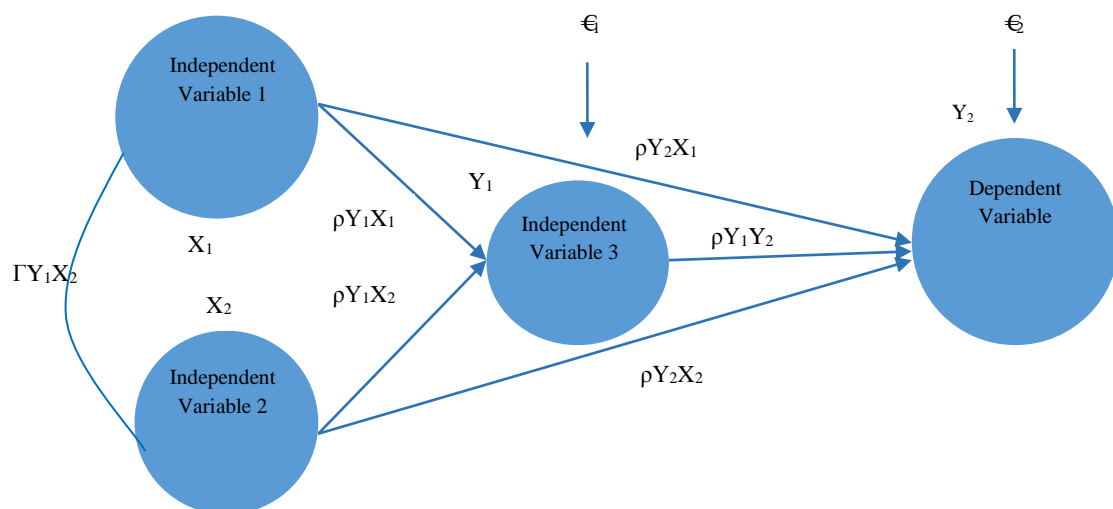 €1
€2
Independent
Variable 1
Y2
ρY2X1
Y1
Dependent
Variable
ρY1X1
Independent
Variable 3
ρY1Y2
X1
ΓY1X2
ρY1X2
X2
Independent
Variable 2
ρY2X2